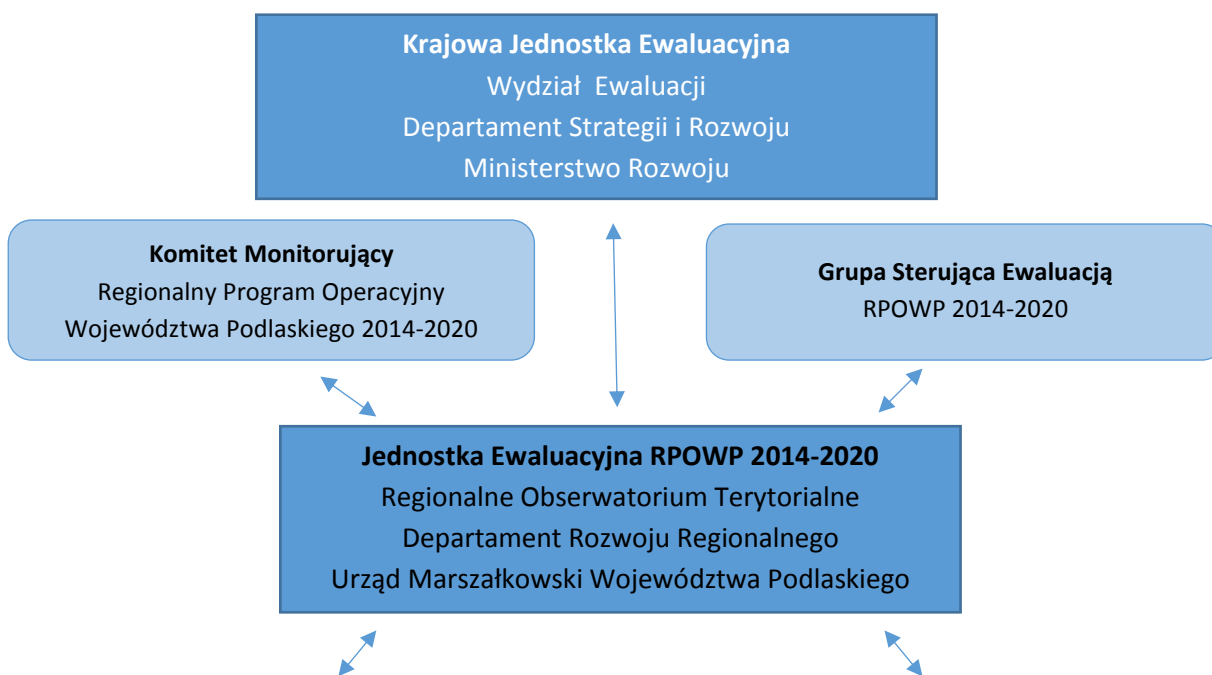 Krajowa Jednostka Ewaluacyjna
Wydział Ewaluacji
Departament Strategii i Rozwoju
Ministerstwo Rozwoju
Komitet Monitorujący
Regionalny Program Operacyjny
Województwa Podlaskiego 2014-2020
Grupa Sterująca Ewaluacją
RPOWP 2014-2020
Jednostka Ewaluacyjna RPOWP 2014-2020
Regionalne Obserwatorium Terytorialne
Departament Rozwoju Regionalnego
Urząd Marszałkowski Województwa Podlaskiego